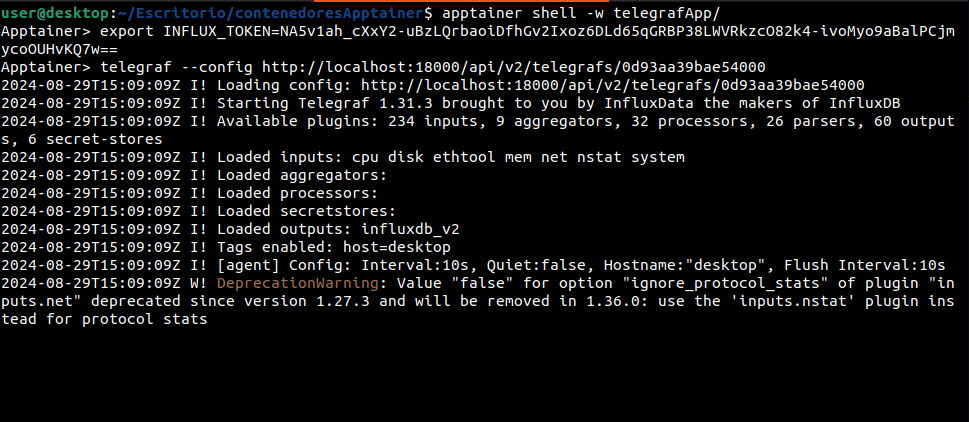 user@desktop:~/Escritorio/contenedoresApptainer$ apptainer shell -w telegrafApp/
Apptainer> export INFLUX_TOKEN=NA5v1ah_cXxY2-uBzLQrbaoiDfhGv2Ixoz6DLd65qGRBP38LWVRkzcO82k4-ivoMyo9aBalPCjm
ycoOUHvKQ7w==
Apptainer> telegraf --config http://localhost:18000/api/v2/telegrafs/0d93aa39bae54000
2024-08-29T15:09:09Z I! Loading config: http://localhost:18000/api/v2/telegrafs/0d93aa39bae54000
2024-08-29T15:09:09Z I! Starting Telegraf 1.31.3 brought to you by InfluxData the makers of InfluxDB
2024-08-29T15:09:09Z I! Available plugins: 234 inputs, 9 aggregators, 32 processors, 26 parsers, 60 output
s, 6 secret-stores
2024-08-29T15:09:09Z I! Loaded inputs: cpu disk ethtool mem net nstat system
2024-08-29T15:09:09Z I! Loaded aggregators:
2024-08-29T15:09:09Z I! Loaded processors:
2024-08-29T15:09:09Z I! Loaded secretstores:
2024-08-29T15:09:09Z I! Loaded outputs: influxdb_v2
2024-08-29T15:09:09Z I! Tags enabled: host=desktop
2024-08-29T15:09:09Z I! [agent] Config: Interval:10s, Quiet:false, Hostname:"desktop", Flush Interval:10s
2024-08-29T15:09:09Z W! DeprecationWarning: Value "false" for option "ignore_protocol_stats" of plugin "in
puts.net" deprecated since version 1.27.3 and will be removed in 1.36.0: use the 'inputs.nstat' plugin ins
tead for protocol stats